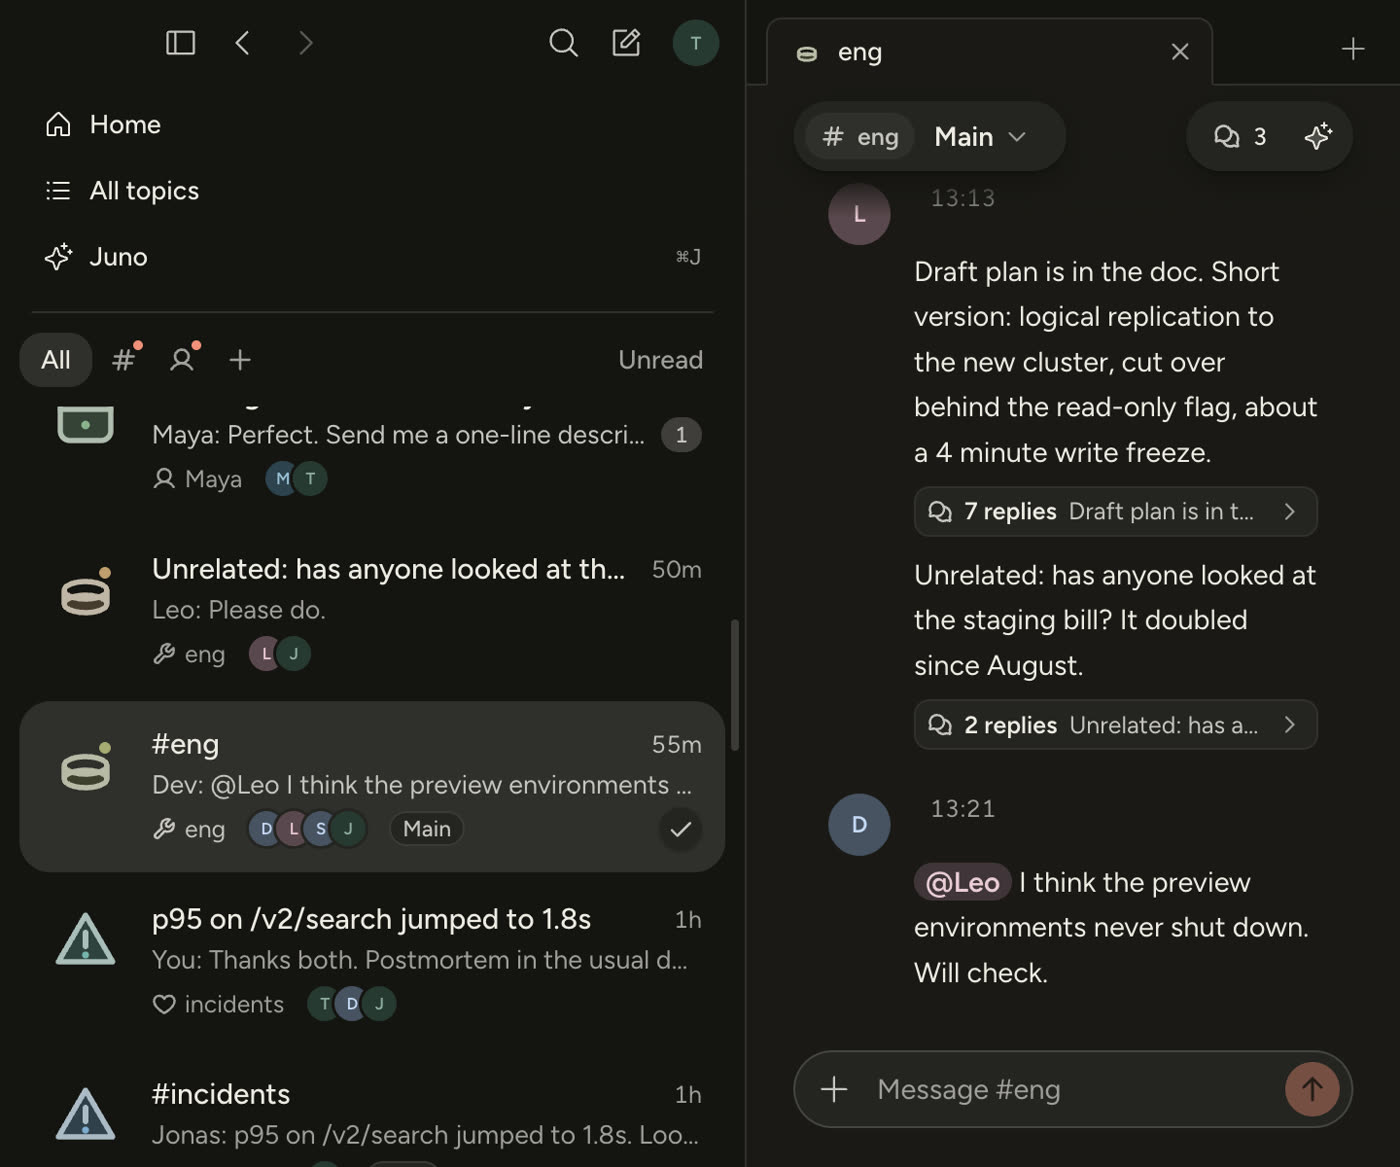 T
Home
All topics
Juno
⌘J
All
Unread
Maya: Perfect. Send me a one-line descri...
1
Maya
M
T
Unrelated: has anyone looked at th...
50m
Leo: Please do.
eng
L
J
#eng
55m
Dev: @Leo I think the preview environments ...
eng
D
L
S
J
Main
p95 on /v2/search jumped to 1.8s
1h
You: Thanks both. Postmortem in the usual d...
incidents
T
D
J
#incidents
1h
Jonas: p95 on /v2/search jumped to 1.8s. Loo...
eng
# eng
Main
3
L
13:13
Draft plan is in the doc. Short
version: logical replication to
the new cluster, cut over
behind the read-only flag, about
a 4 minute write freeze.
7 replies Draft plan is in t...
Unrelated: has anyone looked at
the staging bill? It doubled
since August.
2 replies Unrelated: has a...
D
13:21
@Leo I think the preview
environments never shut down.
Will check.
Message #eng